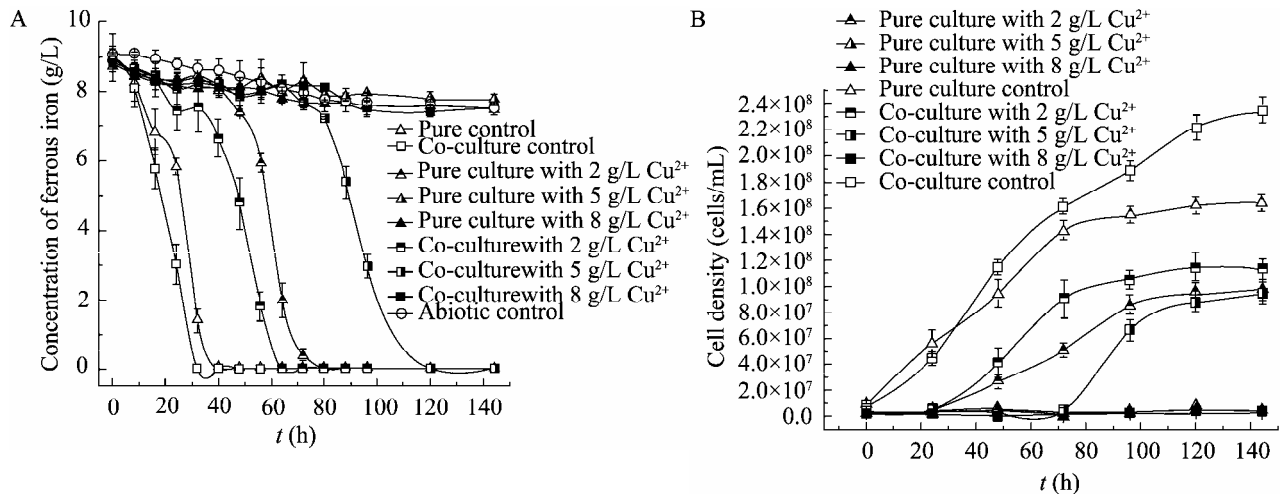 A
Concentration of ferrous iron (g/L)
10
8
6
4
2
0
0 20 40 60 80 100 120 140
t (h)
Pure control
Co-culture control
Pure culture with 2 g/L Cu²⁺
Pure culture with 5 g/L Cu²⁺
Pure culture with 8 g/L Cu²⁺
Co-culturewith 2 g/L Cu²⁺
Co-culturewith 5 g/L Cu²⁺
Co-culturewith 8 g/L Cu²⁺
Abiotic control
B
Pure culture with 2 g/L Cu²⁺
Pure culture with 5 g/L Cu²⁺
Pure culture with 8 g/L Cu²⁺
Pure culture control
Co-culture with 2 g/L Cu²⁺
Co-culture with 5 g/L Cu²⁺
Co-culture with 8 g/L Cu²⁺
Co-culture control
Cell density (cells/mL)
2.4×10⁸
2.2×10⁸
2.0×10⁸
1.8×10⁸
1.6×10⁸
1.4×10⁸
1.2×10⁸
1.0×10⁸
8.0×10⁷
6.0×10⁷
4.0×10⁷
2.0×10⁷
0.0
0 20 40 60 80 100 120 140
t (h)